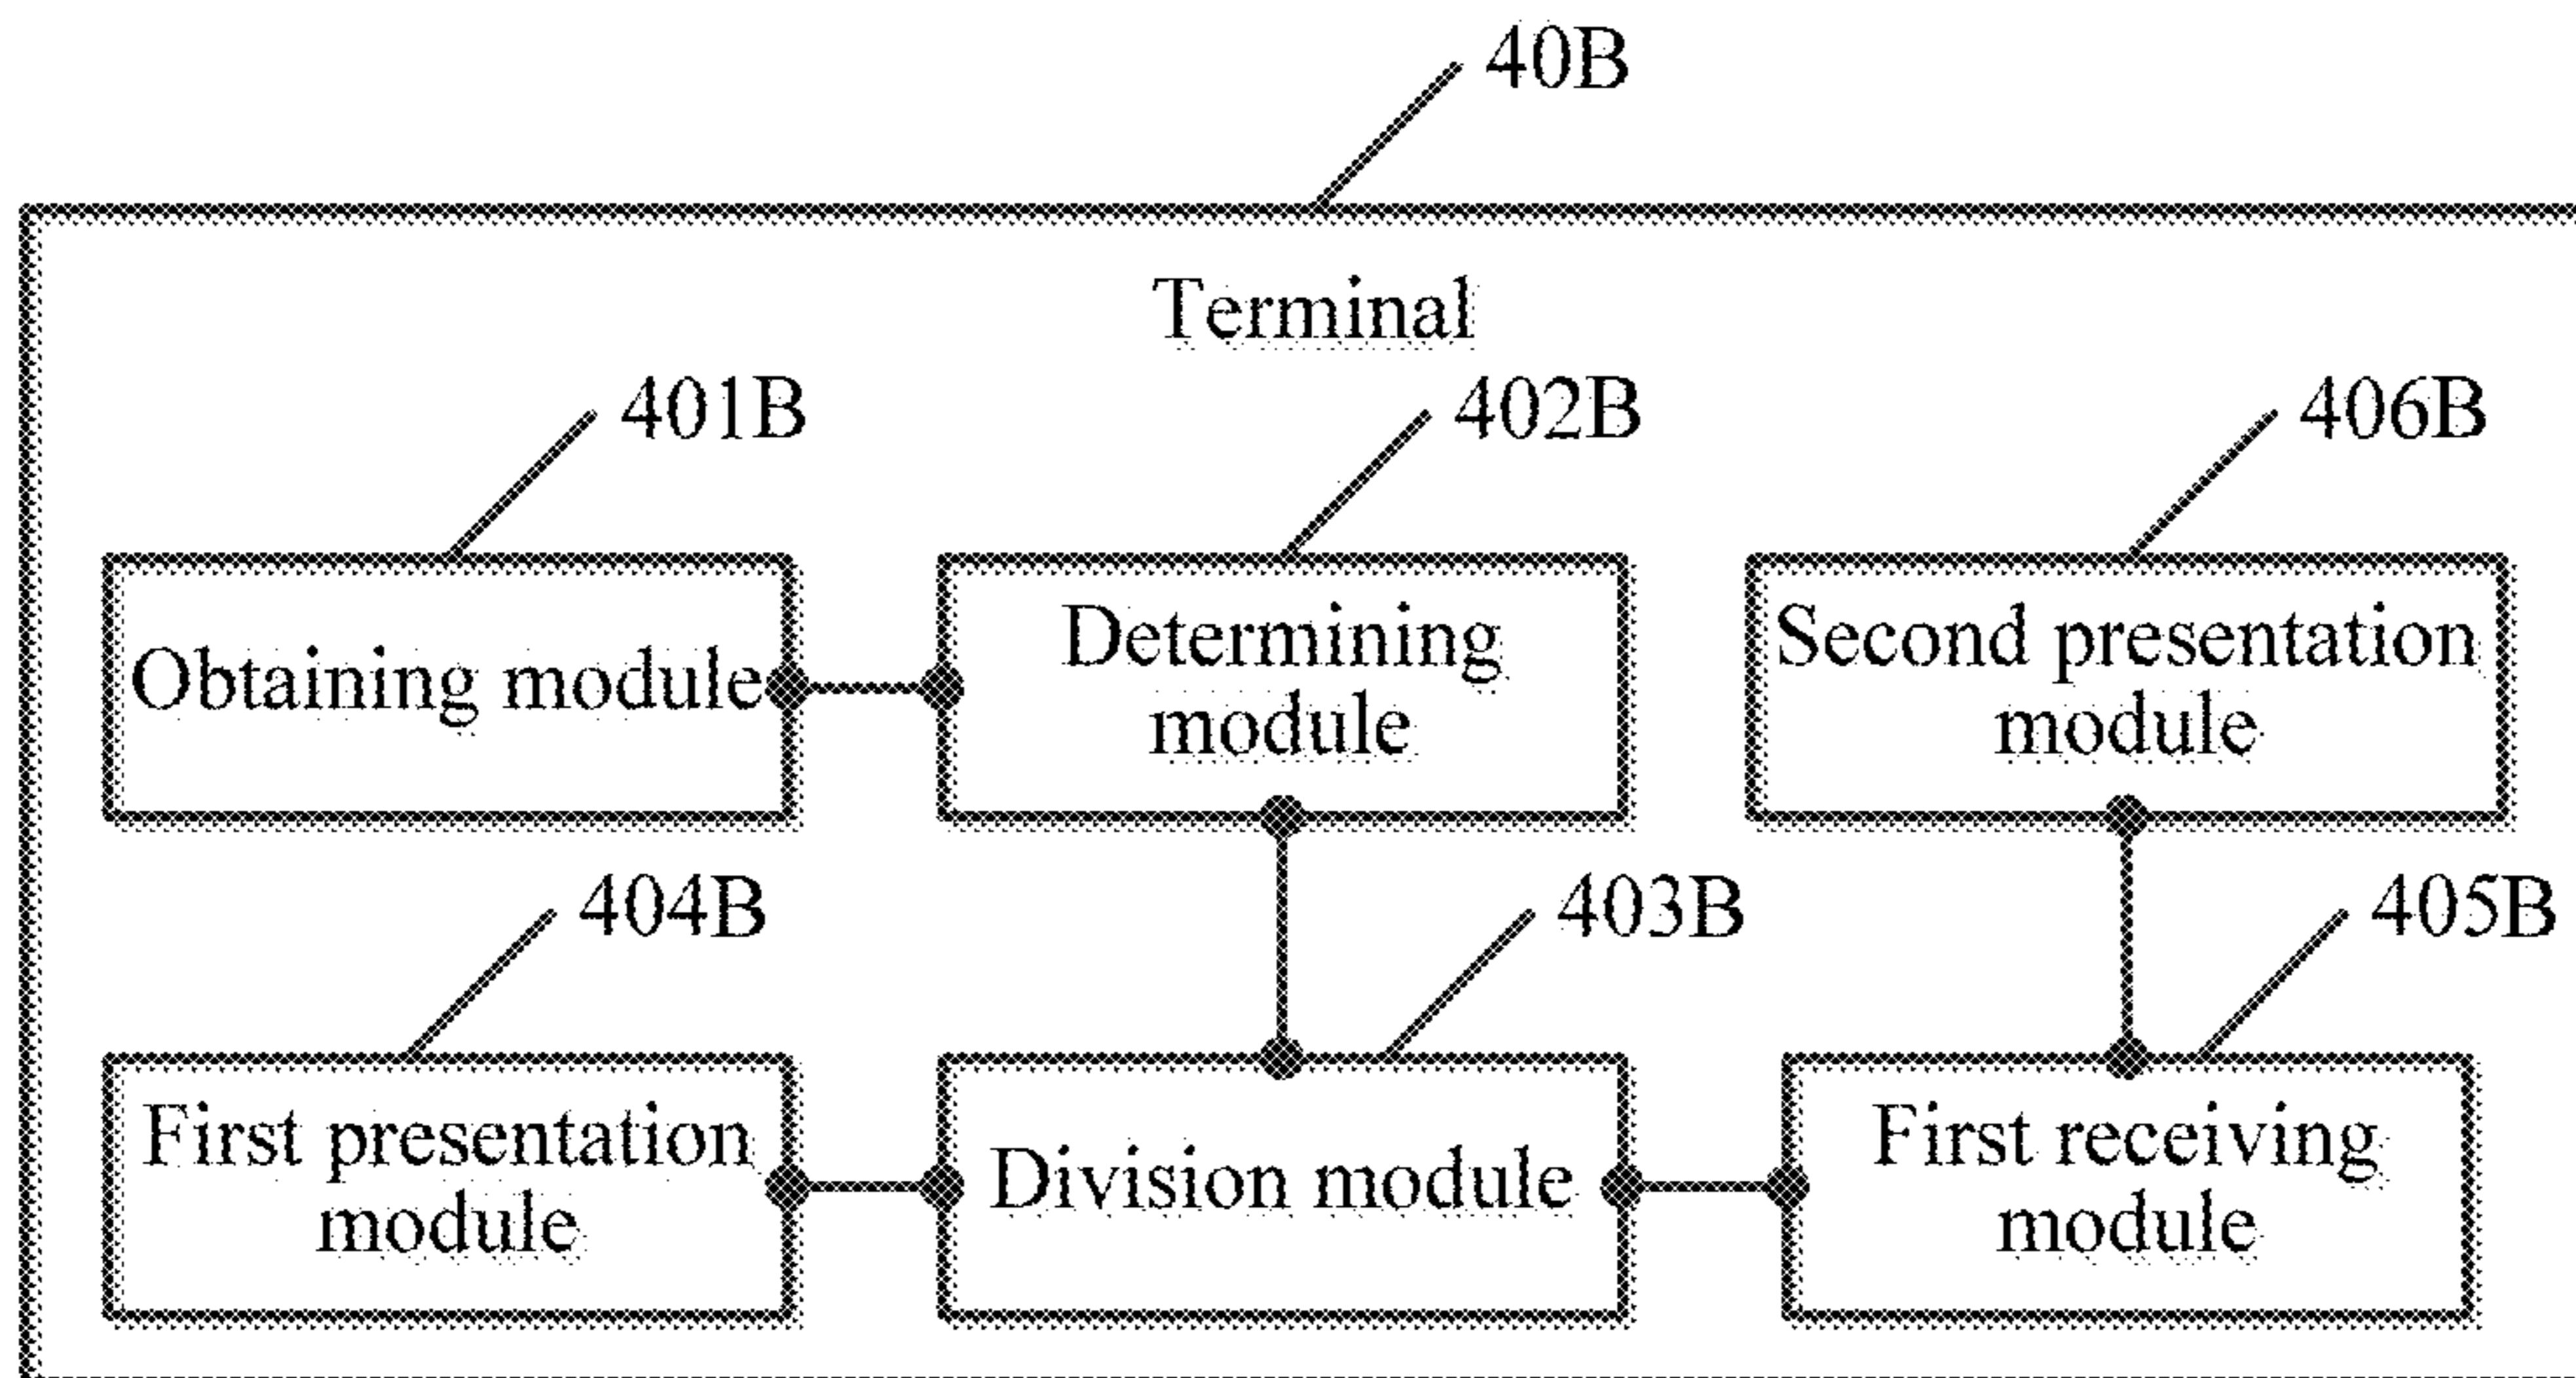 40B
Terminal
401B
402B
406B
Obtaining module
Determining
module
Second presentation
module
404B
403B
405B
First presentation
module
Division module
First receiving
module